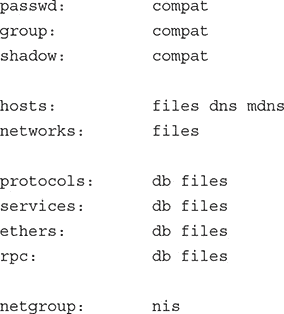 passwd:         compat
group:          compat
shadow:         compat

hosts:          files dns mdns
networks:       files

protocols:      db files
services:       db files
ethers:         db files
rpc:            db files

netgroup:       nis